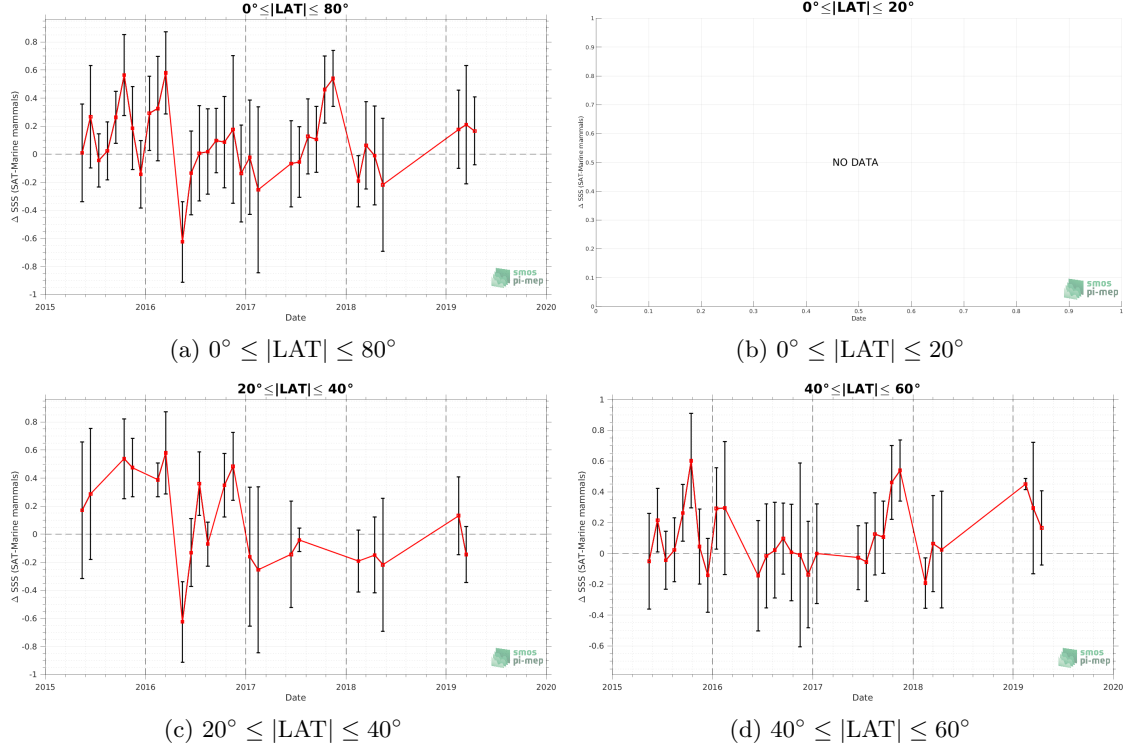 0°≤|LAT|≤ 80°
Δ SSS (SAT-Marine mammals)
0.8
0.6
0.4
0.2
0
-0.2
-0.4
-0.6
-0.8
-1
2015
2016
2017
2018
2019
2020
Date
smos
pi-mep
(a) 0° ≤ |LAT| ≤ 80°
0°≤|LAT|≤ 20°
Δ SSS (SAT-Marine mammals)
1
0.9
0.8
0.7
0.6
0.5
0.4
0.3
0.2
0.1
0
NO DATA
0
0.1
0.2
0.3
0.4
0.5
0.6
0.7
0.8
0.9
1
Date
smos
pi-mep
(b) 0° ≤ |LAT| ≤ 20°
20°≤|LAT|≤ 40°
Δ SSS (SAT-Marine mammals)
0.8
0.6
0.4
0.2
0
-0.2
-0.4
-0.6
-0.8
-1
2015
2016
2017
2018
2019
2020
Date
smos
pi-mep
(c) 20° ≤ |LAT| ≤ 40°
40°≤|LAT|≤ 60°
Δ SSS (SAT-Marine mammals)
1
0.8
0.6
0.4
0.2
0
-0.2
-0.4
-0.6
2015
2016
2017
2018
2019
2020
Date
smos
pi-mep
(d) 40° ≤ |LAT| ≤ 60°